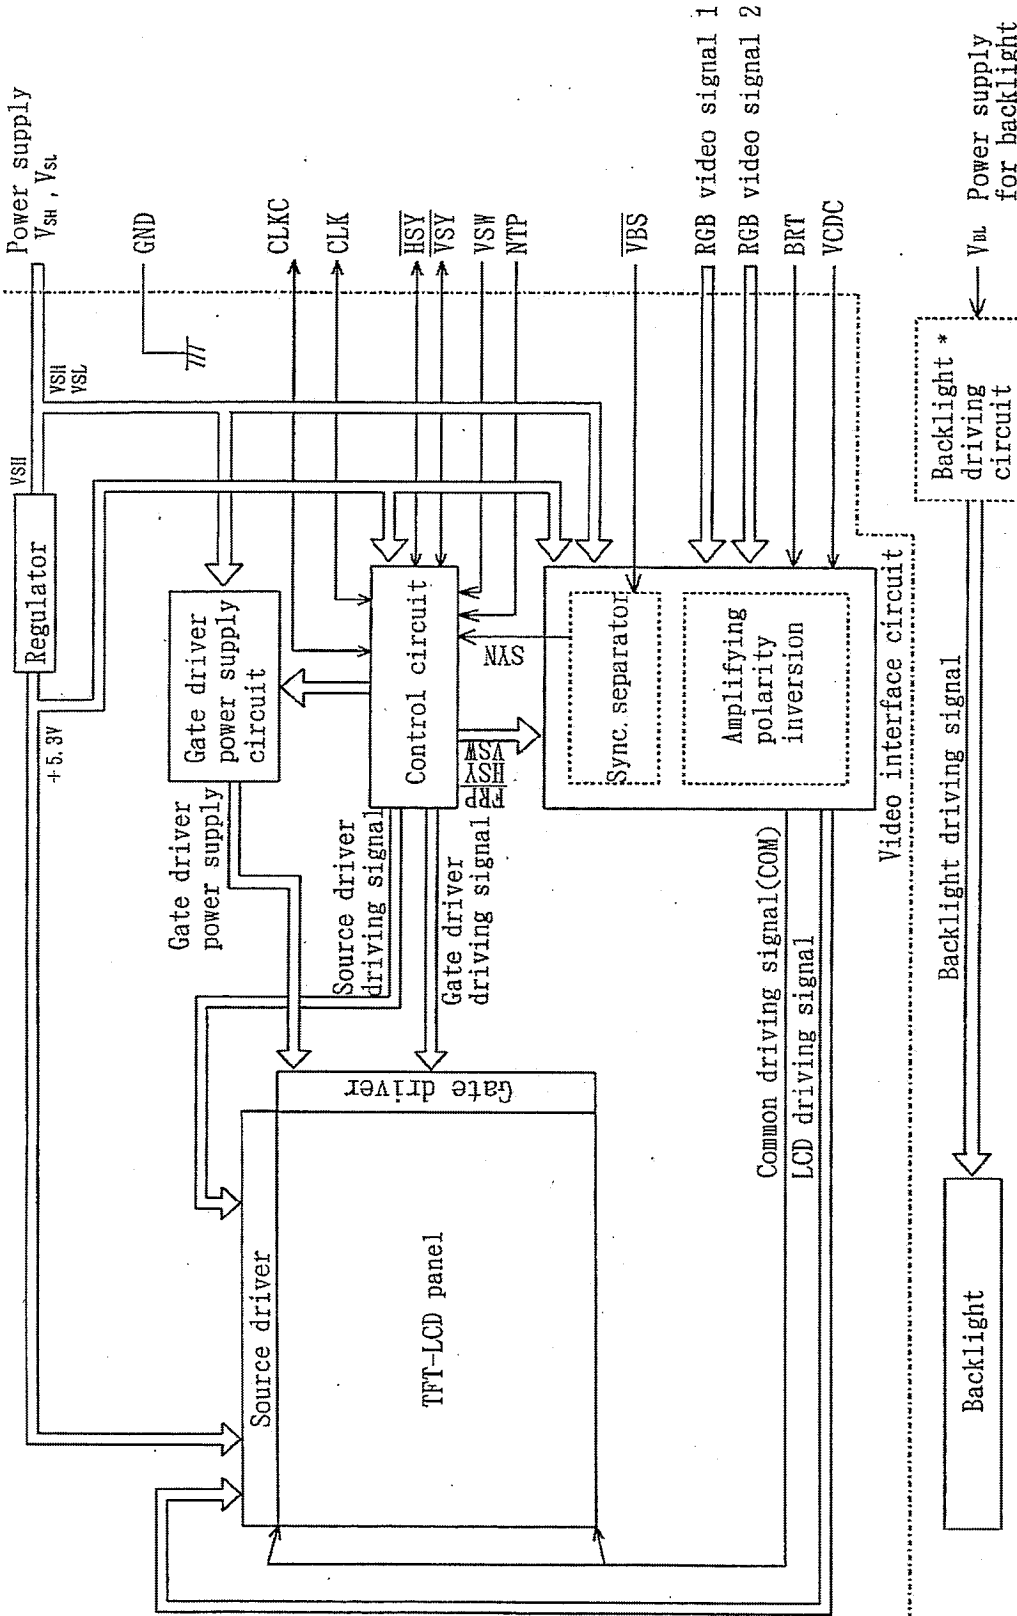 Power supply
VSH , VSL
GND
CLKC
CLK
HSY
VSY
VSW
NTP
VBS
RGB video signal 1
RGB video signal 2
BRT
VCDC
VBL
Power supply
for backlight
VSH
VSL
VSH
Regulator
+5.3V
Gate driver
power supply
circuit
Control circuit
SYN
FRP
HSY
VSW
Sync. separator
Amplifying
polarity
inversion
Video interface circuit
Backlight *
driving
circuit
Gate driver
power supply
Source driver
driving signal
Gate driver
driving signal
Common driving signal(COM)
LCD driving signal
Backlight driving signal
Gate driver
Source driver
TFT-LCD panel
Backlight